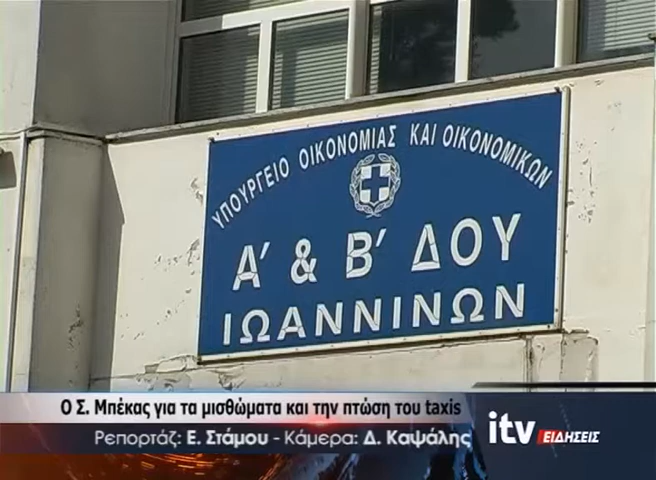 ΥΠΟΥΡΓΕΙΟ ΟΙΚΟΝΟΜΙΑΣ ΚΑΙ ΟΙΚΟΝΟΜΙΚΩΝ
Α' & Β' ΔΟΥ
ΙΩΑΝΝΙΝΩΝ
Ο Σ. Μπέκας για τα μισθώματα και την πτώση του taxis
Ρεπορτάζ: Ε. Στάμου - Κάμερα: Δ. Καψάλης
itv ΕΙΔΗΣΕΙΣ